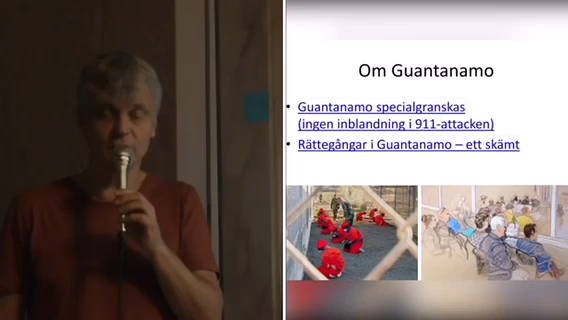 Om Guantanamo
Guantanamo specialgranskas
(ingen inblandning i 911-attacken)
Rättegångar i Guantanamo – ett skämt